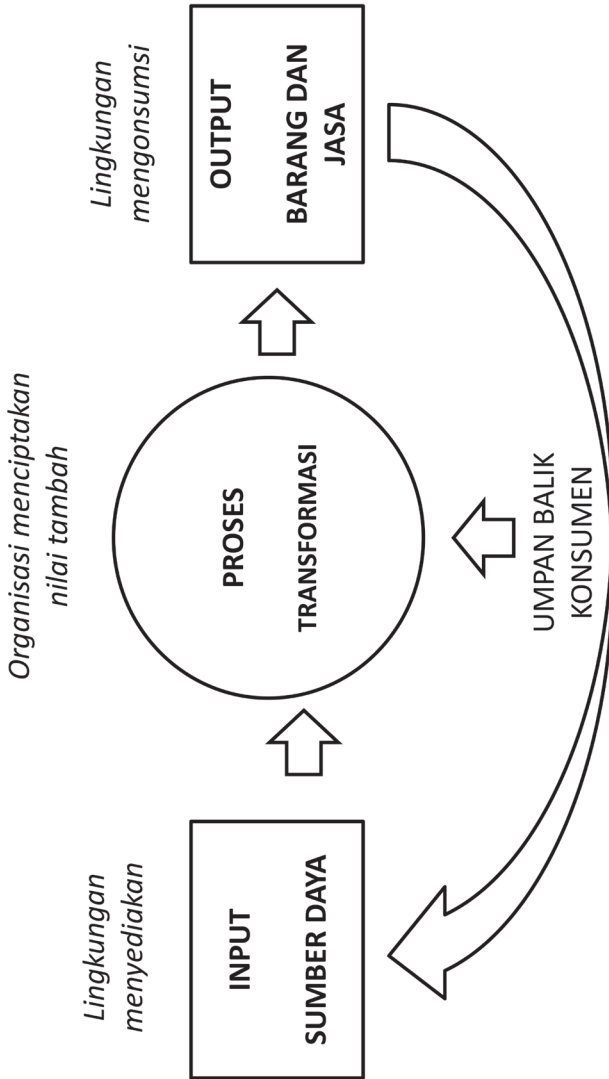 Lingkungan
menyediakan
INPUT
SUMBER DAYA
Organisasi menciptakan
nilai tambah
PROSES
TRANSFORMASI
Lingkungan
mengonsumsi
OUTPUT
BARANG DAN
JASA
UMPAN BALIK
KONSUMEN